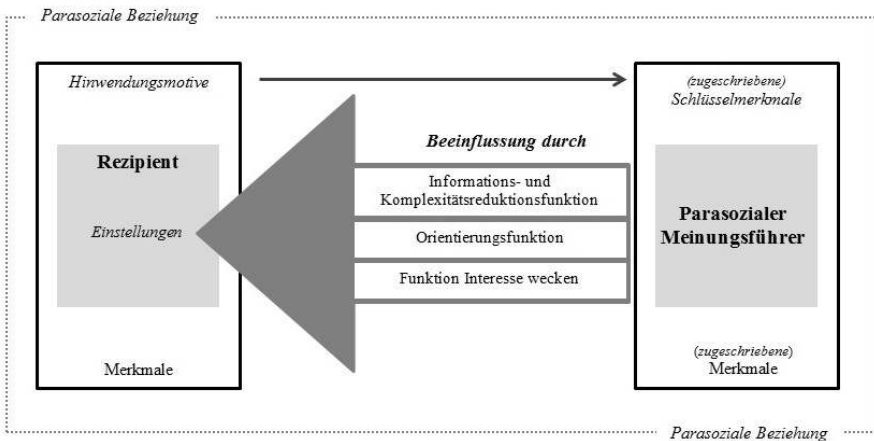 Parasoziale Beziehung
Hinwendungsmotive
Rezipient
Einstellungen
Merkmale
Beeinflussung durch
Informations- und
Komplexitätsreduktionsfunktion
Orientierungsfunktion
Funktion Interesse wecken
(zugeschriebene)
Schlüsselmerkmale
Parasozialer
Meinungsführer
(zugeschriebene)
Merkmale
Parasoziale Beziehung